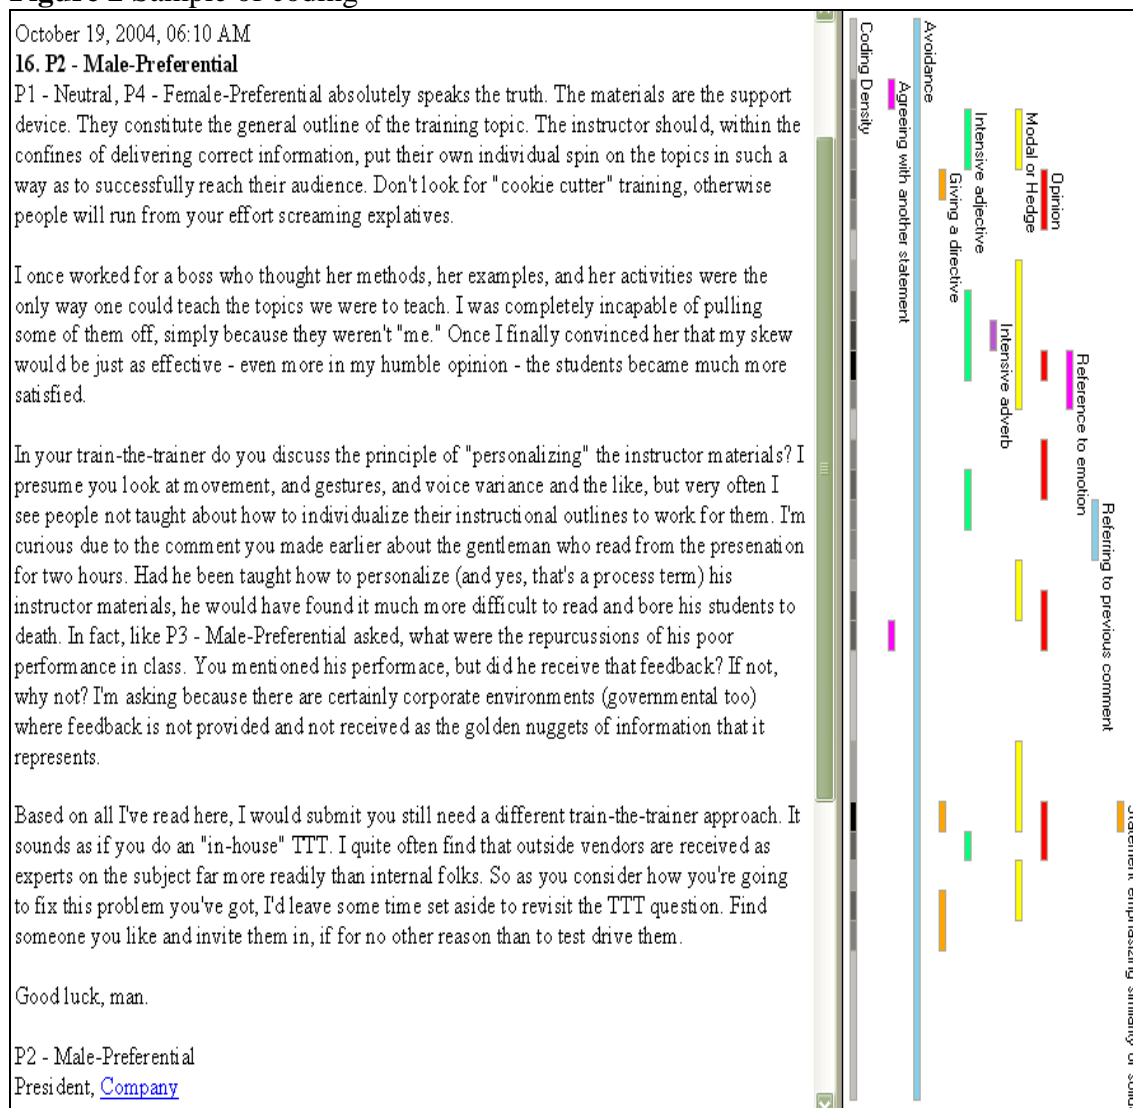 Figure 2 Sample of coding
October 19, 2004, 06:10 AM
16. P2 - Male-Preferential
P1 - Neutral, P4 - Female-Preferential absolutely speaks the truth. The materials are the support
device. They constitute the general outline of the training topic. The instructor should, within the
confines of delivering correct information, put their own individual spin on the topics in such a
way as to successfully reach their audience. Don't look for "cookie cutter" training, otherwise
people will run from your effort screaming explatives.
I once worked for a boss who thought her methods, her examples, and her activities were the
only way one could teach the topics we were to teach. I was completely incapable of pulling
some of them off, simply because they weren't "me." Once I finally convinced her that my skew
would be just as effective - even more in my humble opinion - the students became much more
satisfied.
In your train-the-trainer do you discuss the principle of "personalizing" the instructor materials? I
presume you look at movement, and gestures, and voice variance and the like, but very often I
see people not taught about how to individualize their instructional outlines to work for them. I'm
curious due to the comment you made earlier about the gentleman who read from the presenation
for two hours. Had he been taught how to personalize (and yes, that's a process term) his
instructor materials, he would have found it much more difficult to read and bore his students to
death. In fact, like P3 - Male-Preferential asked, what were the repurcussions of his poor
performance in class. You mentioned his performace, but did he receive that feedback? If not,
why not? I'm asking because there are certainly corporate environments (governmental too)
where feedback is not provided and not received as the golden nuggets of information that it
represents.
Based on all I've read here, I would submit you still need a different train-the-trainer approach. It
sounds as if you do an "in-house" TTT. I quite often find that outside vendors are received as
experts on the subject far more readily than internal folks. So as you consider how you're going
to fix this problem you've got, I'd leave some time set aside to revisit the TTT question. Find
someone you like and invite them in, if for no other reason than to test drive them.
Good luck, man.
P2 - Male-Preferential
President, Company
Coding Density
Agreeing with another statement
Avoidance
Giving a directive
Intensive adjective
Intensive adverb
Modal or Hedge
Opinion
Reference to emotion
Referring to previous comment
Statement emphasizing similarity or